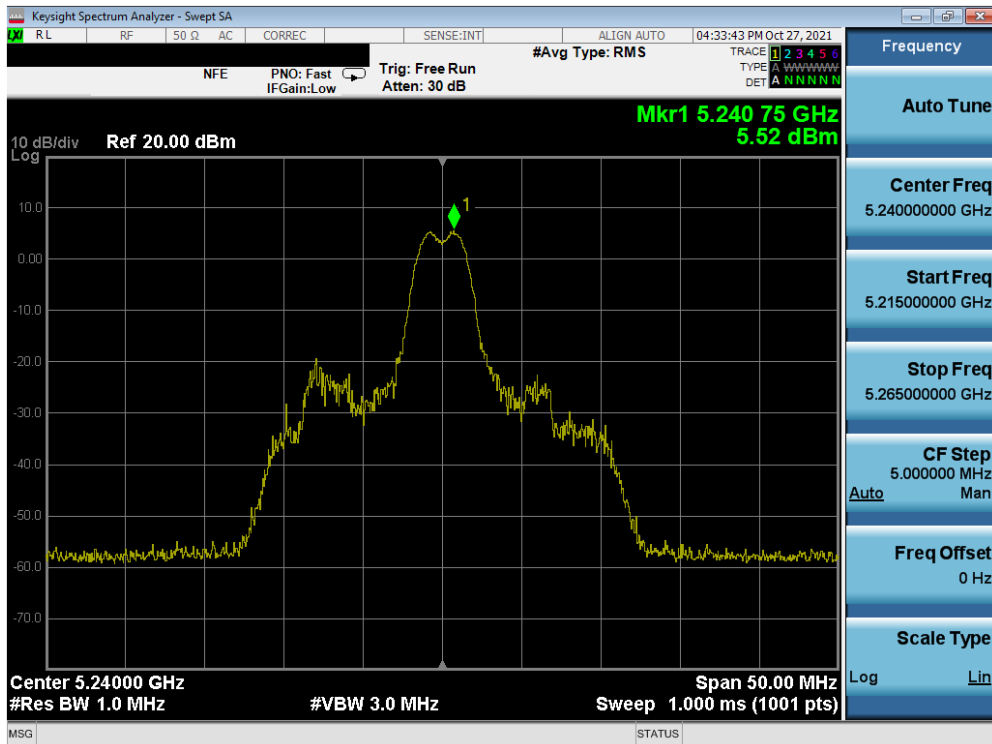 Keysight Spectrum Analyzer - Swept SA
LXI RL RF 50 Ω AC CORREC SENSE:INT ALIGN AUTO 04:33:43 PM Oct 27, 2021
NFE PNO: Fast Trig: Free Run #Avg Type: RMS TRACE 1 2 3 4 5 6
IFGain:Low Atten: 30 dB TYPE A WWWWW
DET A N N N N N
Mkr1 5.240 75 GHz
5.52 dBm
10 dB/div Ref 20.00 dBm
Log
1
10.0
0.00
-10.0
-20.0
-30.0
-40.0
-50.0
-60.0
-70.0
Center 5.24000 GHz Span 50.00 MHz
#Res BW 1.0 MHz #VBW 3.0 MHz Sweep 1.000 ms (1001 pts)
MSG STATUS
Frequency
Auto Tune
Center Freq
5.240000000 GHz
Start Freq
5.215000000 GHz
Stop Freq
5.265000000 GHz
CF Step
5.000000 MHz
Auto Man
Freq Offset
0 Hz
Scale Type
Log Lin